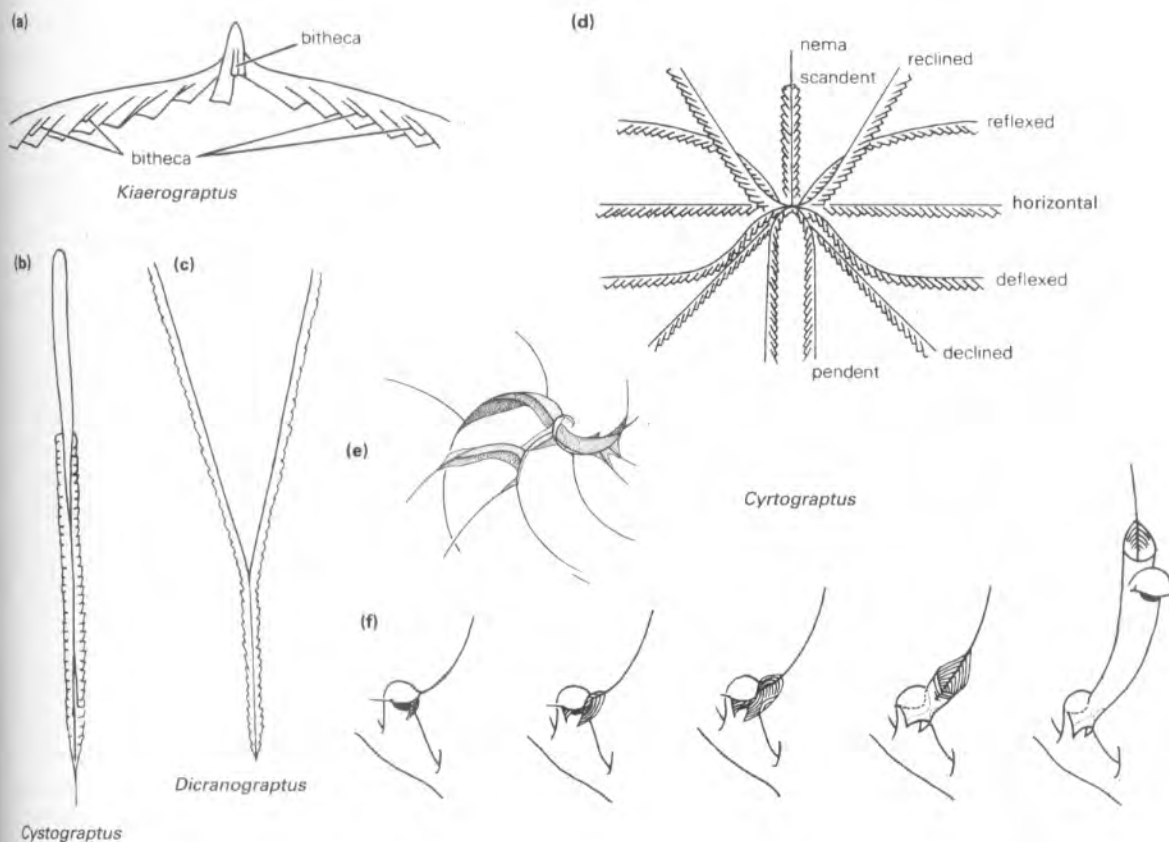 (a)
bitheca
bitheca
Kiaerograptus
(b)
(c)
Cystograptus
Dicranograptus
(d)
nema
scandent
reclined
reflexed
horizontal
deflexed
declined
pendent
(e)
Cyrtograptus
(f)